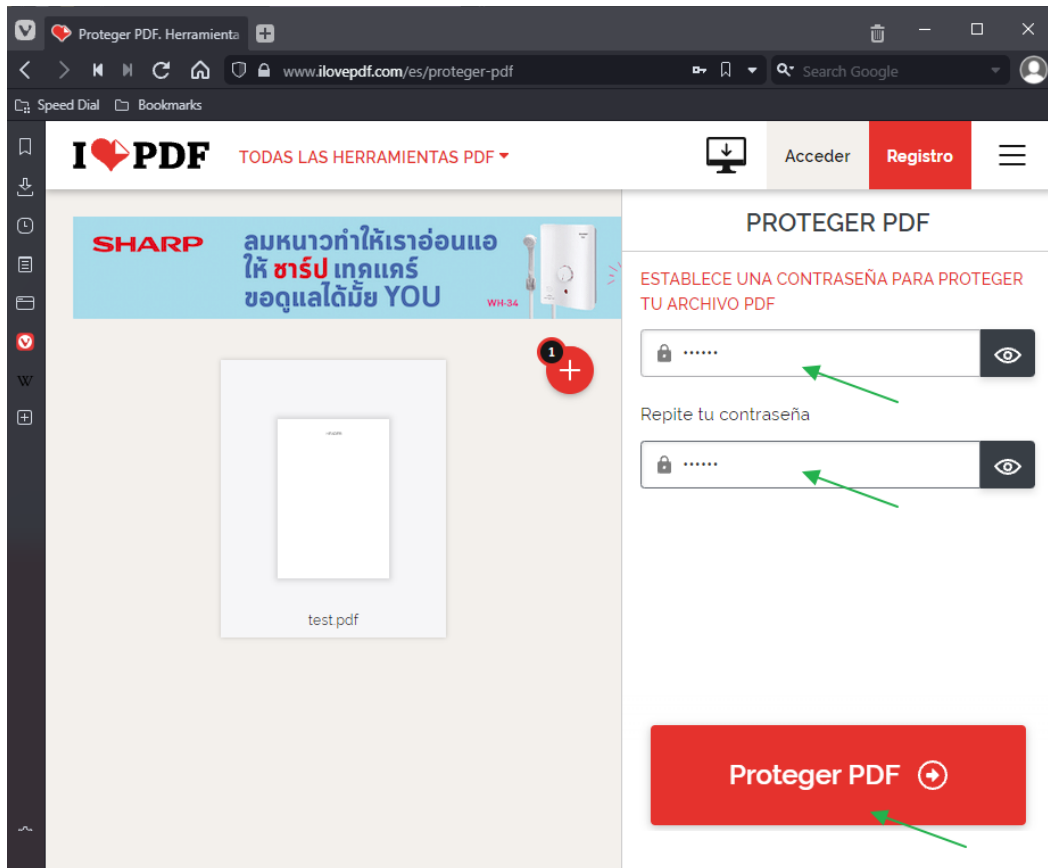 Proteger PDF. Herramienta
www.ilovepdf.com/es/proteger-pdf
Search Google
Speed Dial
Bookmarks
I PDF
TODAS LAS HERRAMIENTAS PDF
Acceder
Registro
W
SHARP
ลมหนาวทำให้เราอ่อนแอ
ให้ ชาร์ป เทคแคร์
ขอดูแลได้มั้ย YOU
WH-34
1
test.pdf
PROTEGER PDF
ESTABLECE UNA CONTRASEÑA PARA PROTEGER
TU ARCHIVO PDF
••••••
Repite tu contraseña
••••••
Proteger PDF